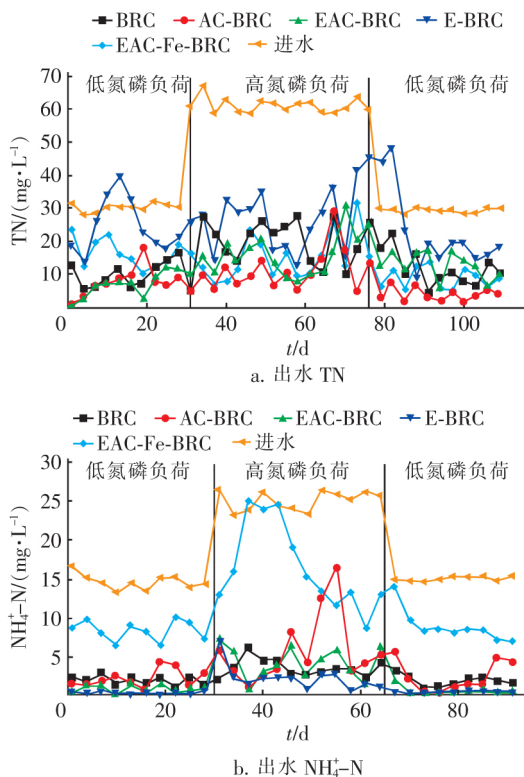 BRC AC-BRC EAC-BRC E-BRC
EAC-Fe-BRC 进水
低氮磷负荷 高氮磷负荷 低氮磷负荷
TN/(mg·L⁻¹)
70
60
50
40
30
20
10
0 20 40 60 80 100
t/d
a. 出水 TN
BRC AC-BRC EAC-BRC E-BRC
EAC-Fe-BRC 进水
低氮磷负荷 高氮磷负荷 低氮磷负荷
NH₄⁺-N/(mg·L⁻¹)
30
25
20
15
10
5
0 20 40 60 80
t/d
b. 出水 NH₄⁺-N